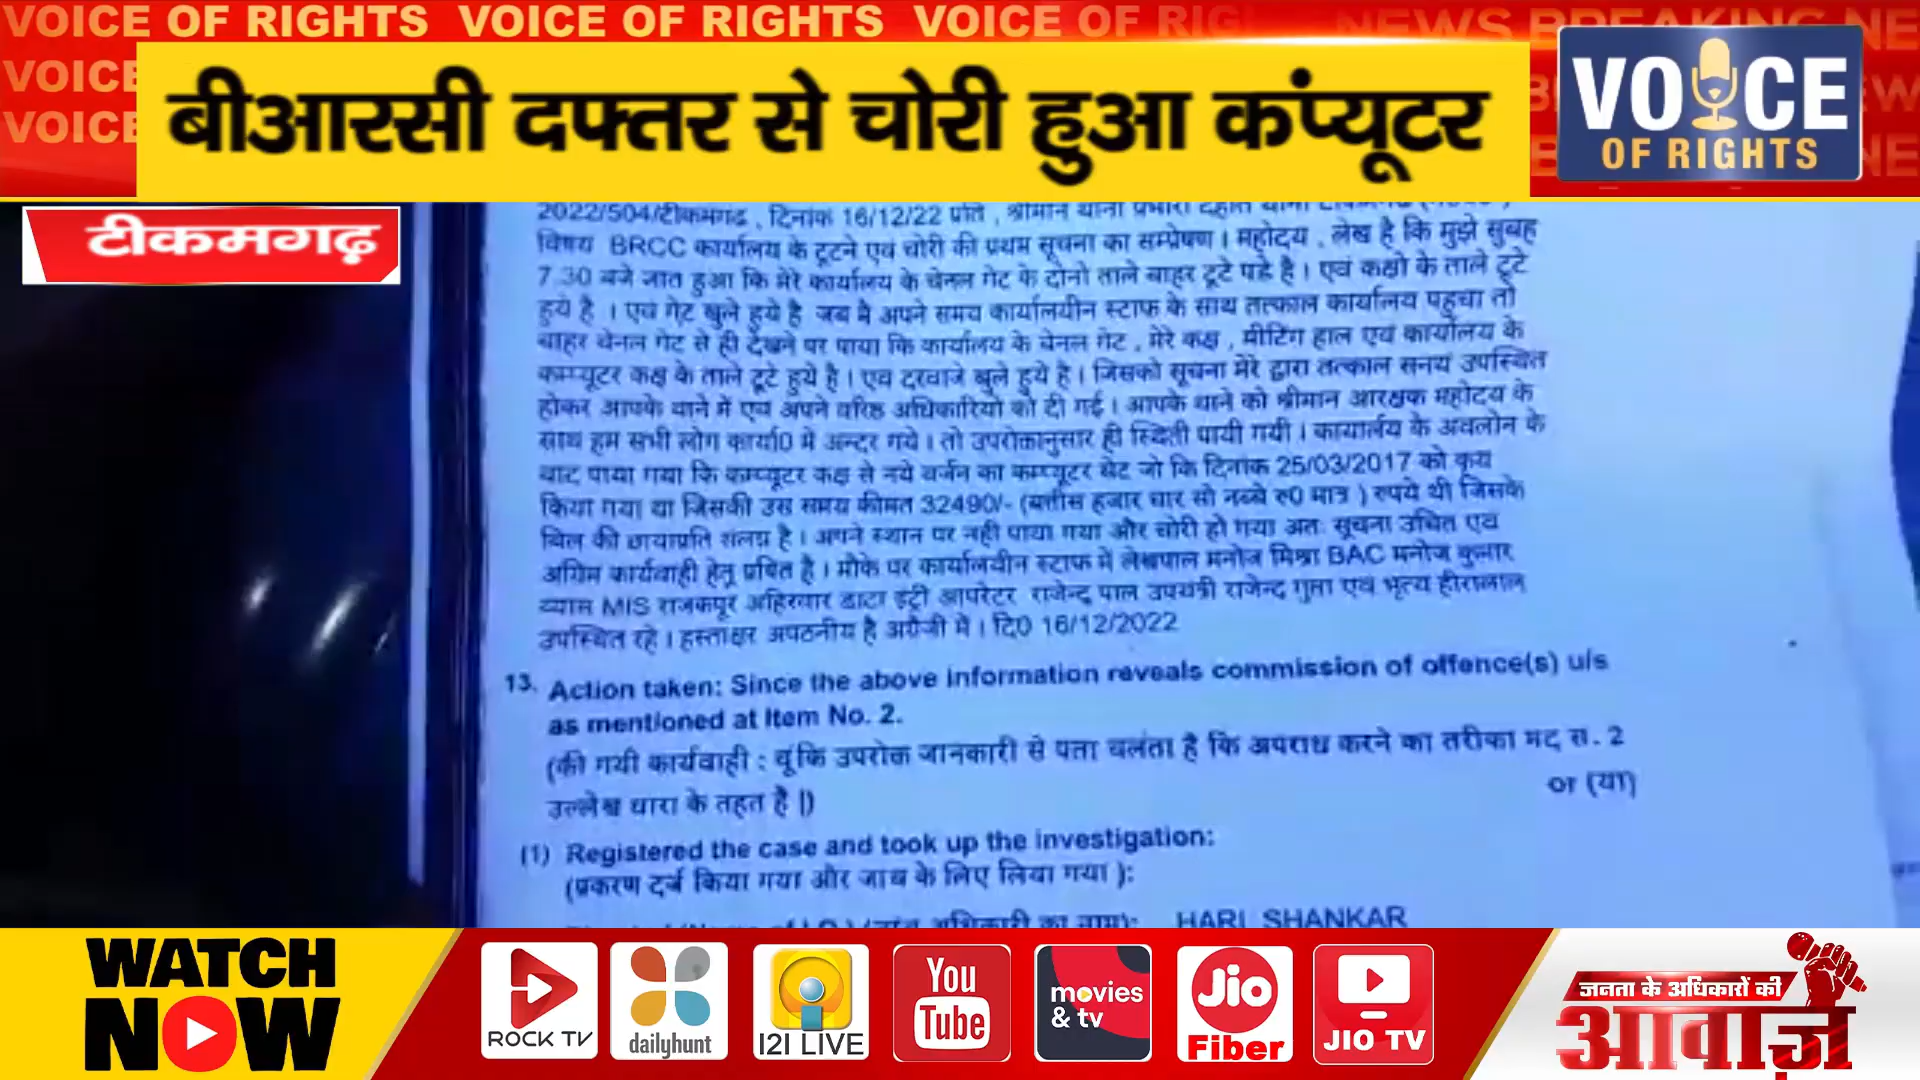 VOICE OF RIGHTS VOICE OF RIGHTS VOICE OF RIG NEWS BREAKING NE
VOICE
VOICE
बीआरसी दफ्तर से चोरी हुआ कंप्यूटर
VOICE
OF RIGHTS
टीकमगढ़
2022/504/टीकमगढ , दिनांक 16/12/22 प्रति , श्रीमान थाना प्रभारी देहात थाना
विषय BRCC कार्यालय के टूटने एवं चोरी की प्रथम सूचना का सम्प्रेषण । महोदय , लेख है कि मुझे सुबह
7.30 बजे ज्ञात हुआ कि मेरे कार्यालय के चेनल गेट के दोनो ताले बाहर टूटे पडे है । एवं कक्षो के ताले टूटे
हुये है । एवं गेट खुले हुये है जब मै अपने समय कार्यालयीन स्टाफ के साथ तत्काल कार्यालय पहुचा तो
बाहर चेनल गेट से ही देखने पर पाया कि कार्यालय के चेनल गेट , मेरे कक्ष , मीटिंग हाल एवं कार्यालय के
कम्प्यूटर कक्ष के ताले टूटे हुये है । एवं दरवाजे खुले हुये है । जिसकी सूचना मेरे द्वारा तत्काल समय उपस्थित
होकर आपके थाने में एवं अपने वरिष्ठ अधिकारियो को दी गई । आपके थाने को श्रीमान आरक्षक महोदय के
साथ हम सभी लोग कार्या0 में अन्दर गये । तो उपरोक्तानुसार ही स्थिती पायी गयी । कार्यालय के अवलोन के
बाद पाया गया कि कम्प्यूटर कक्ष से नये वर्जन का कम्प्यूटर सेट जो कि दिनांक 25/03/2017 को क्रय
किया गया था जिसकी उस समय कीमत 32490/- (बत्तीस हजार चार सो नब्बे रु0 मात्र ) रुपये थी जिसके
बिल की छायाप्रति संलग्न है । अपने स्थान पर नही पाया गया और चोरी हो गया अतः सूचना उचित एवं
अग्रिम कार्यवाही हेतु प्रेषित है । मौके पर कार्यालयीन स्टाफ में लेखपाल मनोज मिश्रा BAC मनोज कुमार
व्यास MIS राजकपूर अहिरवार डाटा इंट्री आपरेटर राजेन्द्र पाल उपयंत्री राजेन्द्र गुप्ता एवं भृत्य हीरालाल
उपस्थित रहे । हस्ताक्षर अपठनीय है अंग्रेजी में । दि0 16/12/2022
13. Action taken: Since the above information reveals commission of offence(s) u/s
as mentioned at Item No. 2.
(की गयी कार्यवाही : चूंकि उपरोक्त जानकारी से पता चलता है कि अपराध करने का तरीका मद स. 2
उल्लेख धारा के तहत है |)
or (या)
(1) Registered the case and took up the investigation:
(प्रकरण दर्ज किया गया और जांच के लिए लिया गया ):
(जांच अधिकारी का नाम): HARI SHANKAR
WATCH
NOW
ROCK TV
dailyhunt
I2I LIVE
You
Tube
movies
& tv
Jio
Fiber
JIO TV
जनता के अधिकारों की
आवाज़